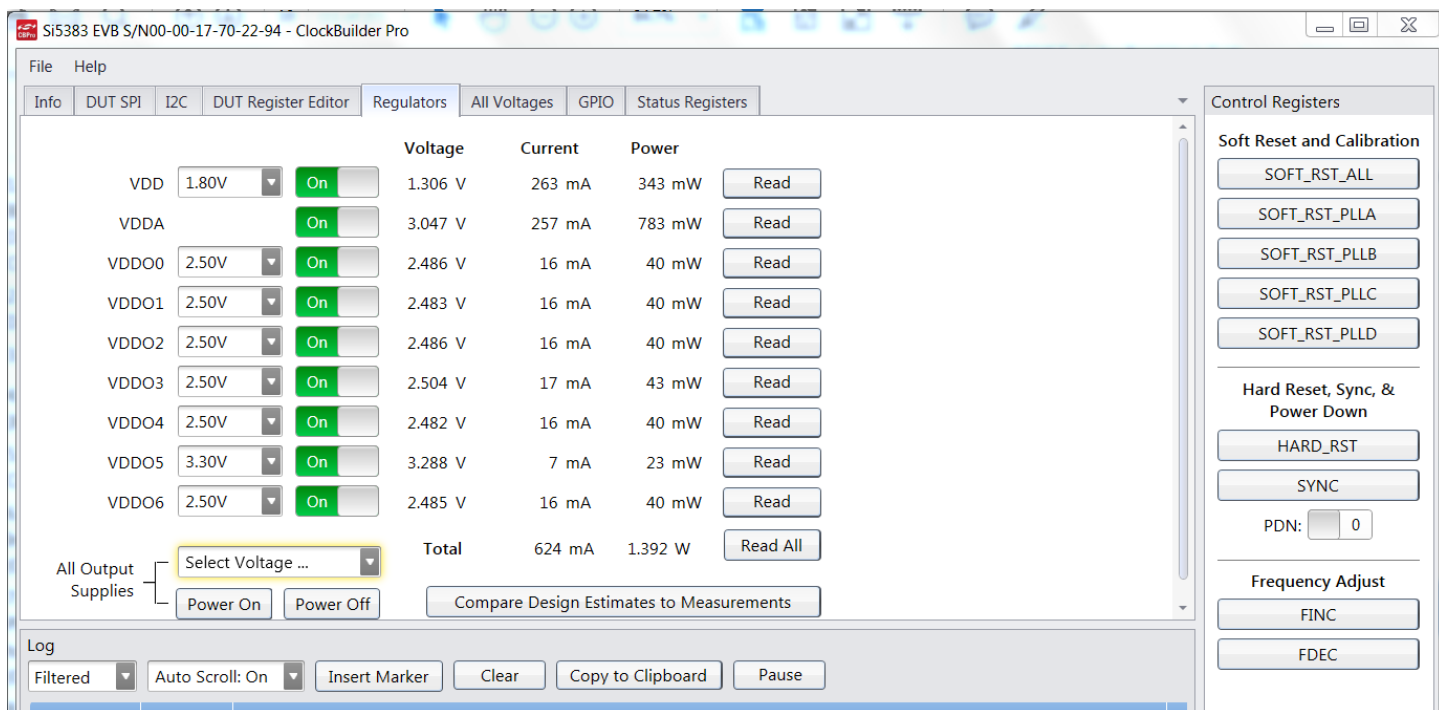 Si5383 EVB S/N00-00-17-70-22-94 - ClockBuilder Pro
File Help
Info DUT SPI I2C DUT Register Editor Regulators All Voltages GPIO Status Registers
Voltage Current Power
VDD 1.80V On 1.306 V 263 mA 343 mW Read
VDDA On 3.047 V 257 mA 783 mW Read
VDDO0 2.50V On 2.486 V 16 mA 40 mW Read
VDDO1 2.50V On 2.483 V 16 mA 40 mW Read
VDDO2 2.50V On 2.486 V 16 mA 40 mW Read
VDDO3 2.50V On 2.504 V 17 mA 43 mW Read
VDDO4 2.50V On 2.482 V 16 mA 40 mW Read
VDDO5 3.30V On 3.288 V 7 mA 23 mW Read
VDDO6 2.50V On 2.485 V 16 mA 40 mW Read
Total 624 mA 1.392 W Read All
All Output
Supplies
Select Voltage ...
Power On Power Off Compare Design Estimates to Measurements
Log
Filtered Auto Scroll: On Insert Marker Clear Copy to Clipboard Pause
Control Registers
Soft Reset and Calibration
SOFT_RST_ALL
SOFT_RST_PLLA
SOFT_RST_PLLB
SOFT_RST_PLLC
SOFT_RST_PLLD
Hard Reset, Sync, &
Power Down
HARD_RST
SYNC
PDN: 0
Frequency Adjust
FINC
FDEC